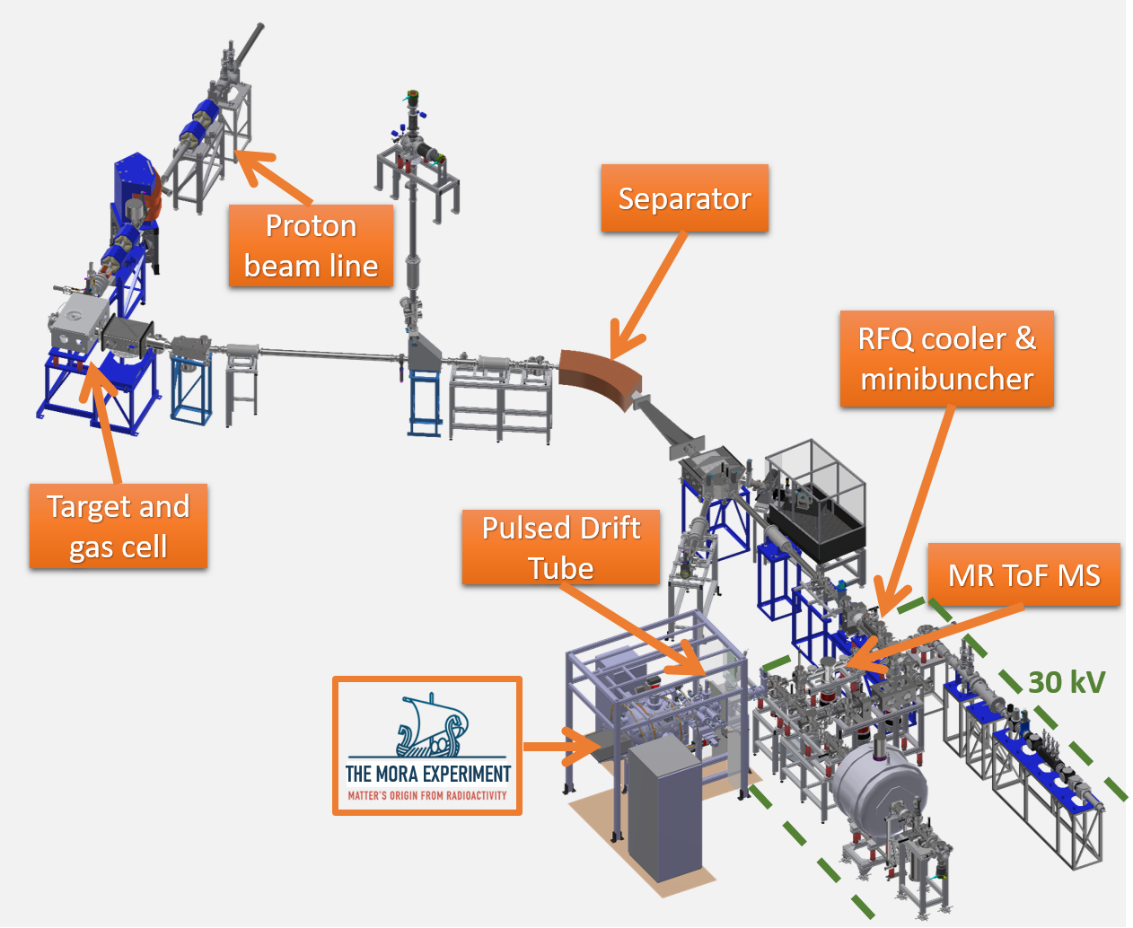 Proton
beam line
Separator
RFQ cooler &
minibuncher
Target and
gas cell
Pulsed Drift
Tube
MR ToF MS
30 kV
THE MORA EXPERIMENT
MATTER'S ORIGIN FROM RADIOACTIVITY